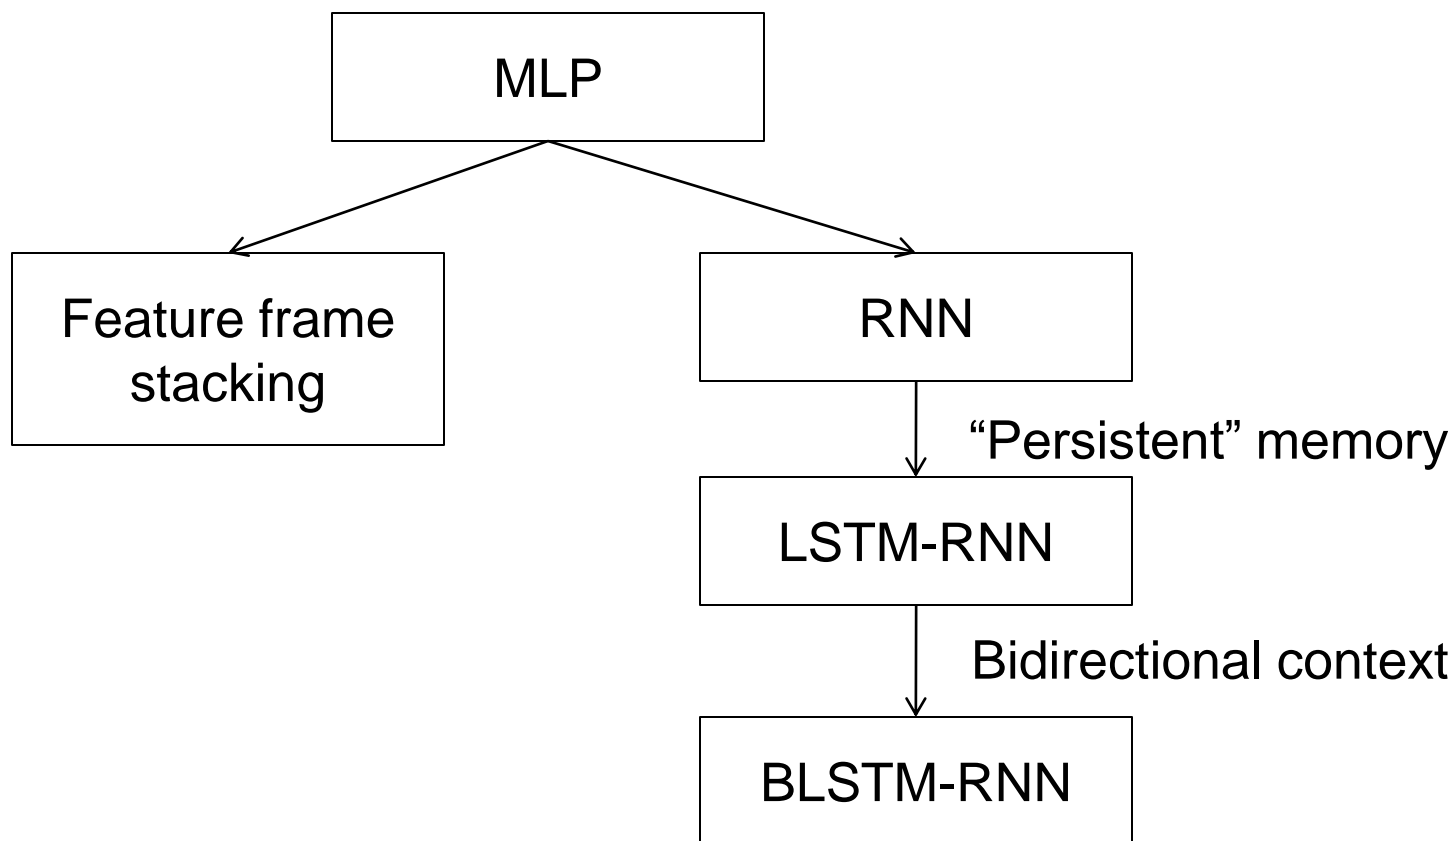 MLP
Feature frame
stacking
RNN
“Persistent” memory
LSTM-RNN
Bidirectional context
BLSTM-RNN